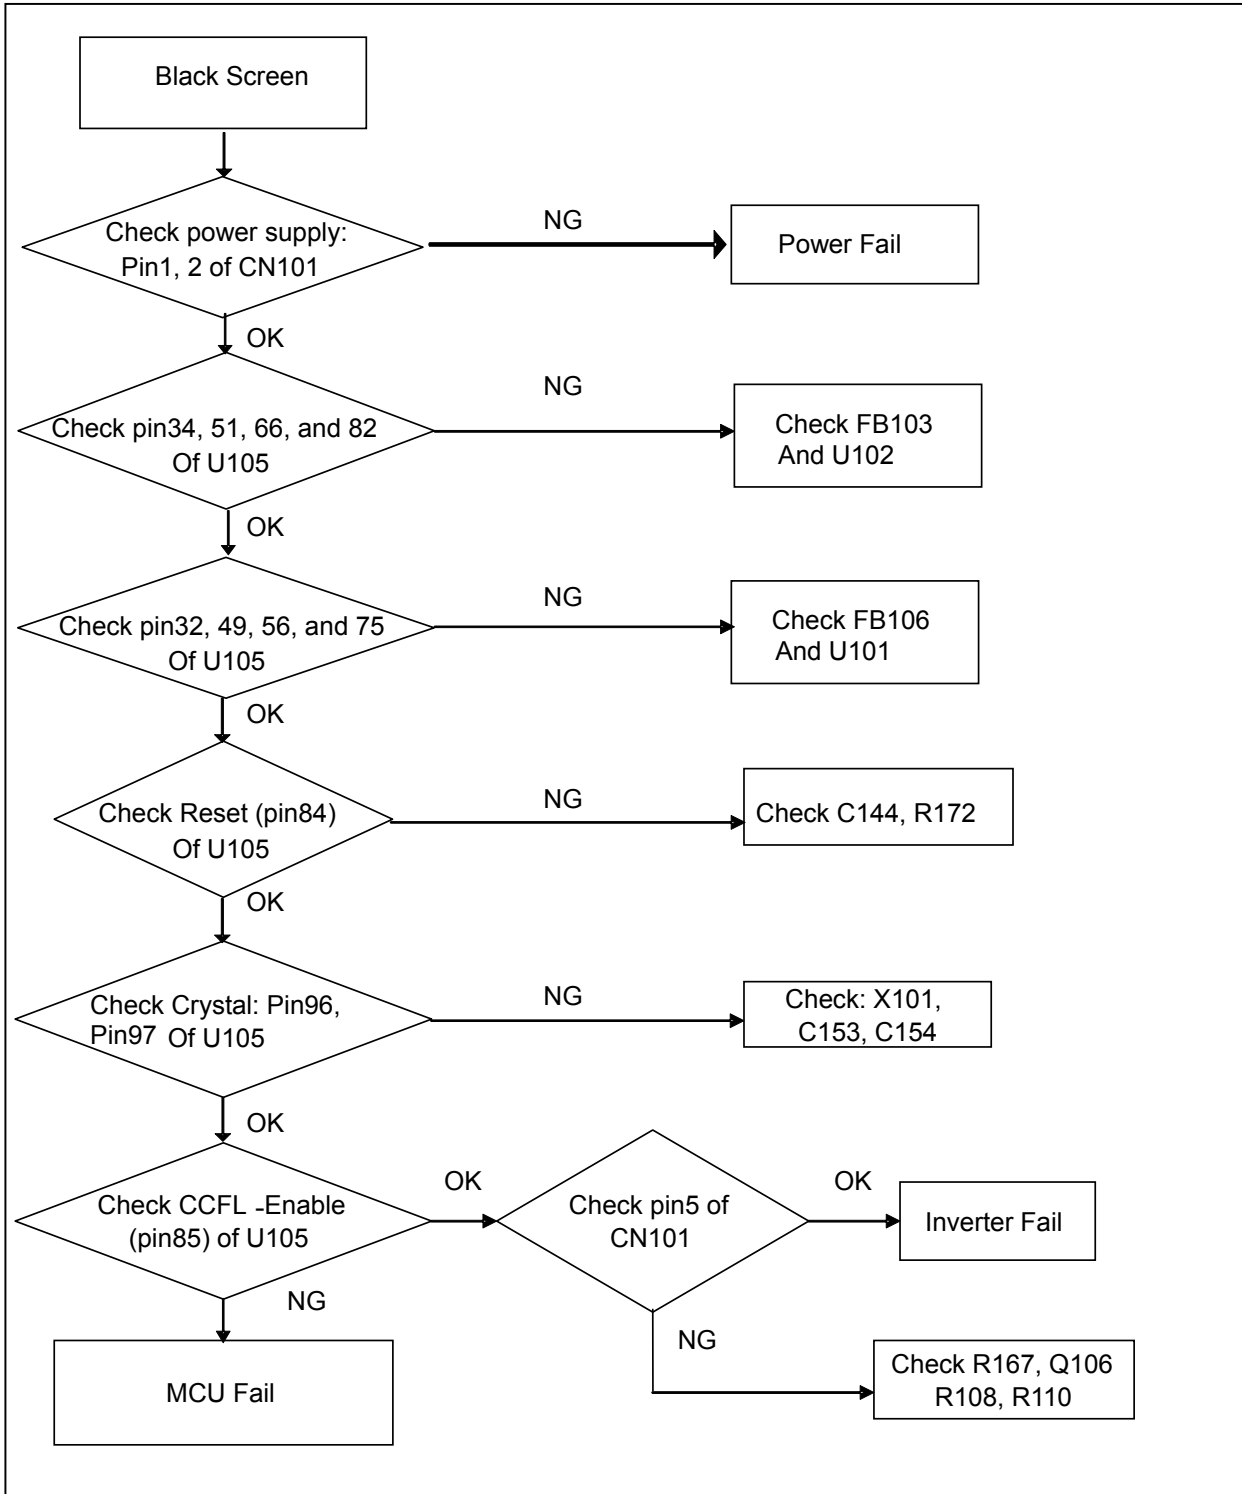 Black Screen
Check power supply:
Pin1, 2 of CN101
NG
Power Fail
OK
Check pin34, 51, 66, and 82
Of U105
NG
Check FB103
And U102
OK
Check pin32, 49, 56, and 75
Of U105
NG
Check FB106
And U101
OK
Check Reset (pin84)
Of U105
NG
Check C144, R172
OK
Check Crystal: Pin96,
Pin97 Of U105
NG
Check: X101,
C153, C154
OK
Check CCFL -Enable
(pin85) of U105
OK
Check pin5 of
CN101
OK
Inverter Fail
NG
MCU Fail
NG
Check R167, Q106
R108, R110